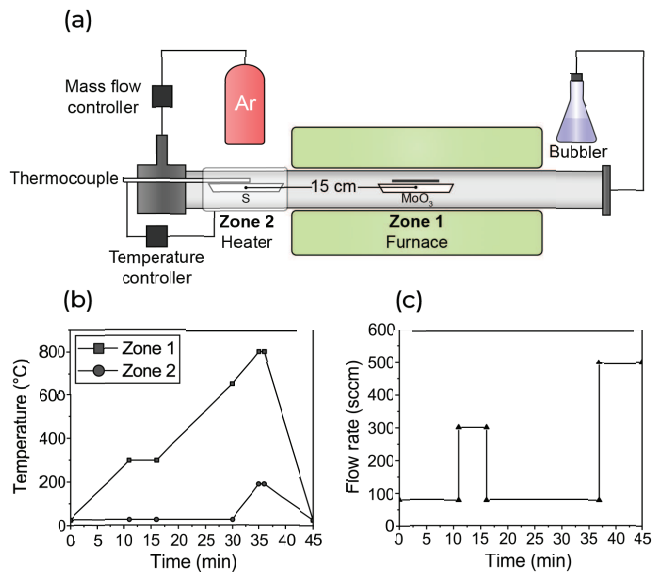 (a)
Mass flow
controller
Ar
Bubbler
Thermocouple
15 cm
S
MoO3
Zone 2
Heater
Zone 1
Furnace
Temperature
controller
(b)
Zone 1
Zone 2
Temperature (°C)
800
600
400
200
0
0 5 10 15 20 25 30 35 40 45
Time (min)
(c)
Flow rate (sccm)
600
500
400
300
200
100
0
0 5 10 15 20 25 30 35 40 45
Time (min)